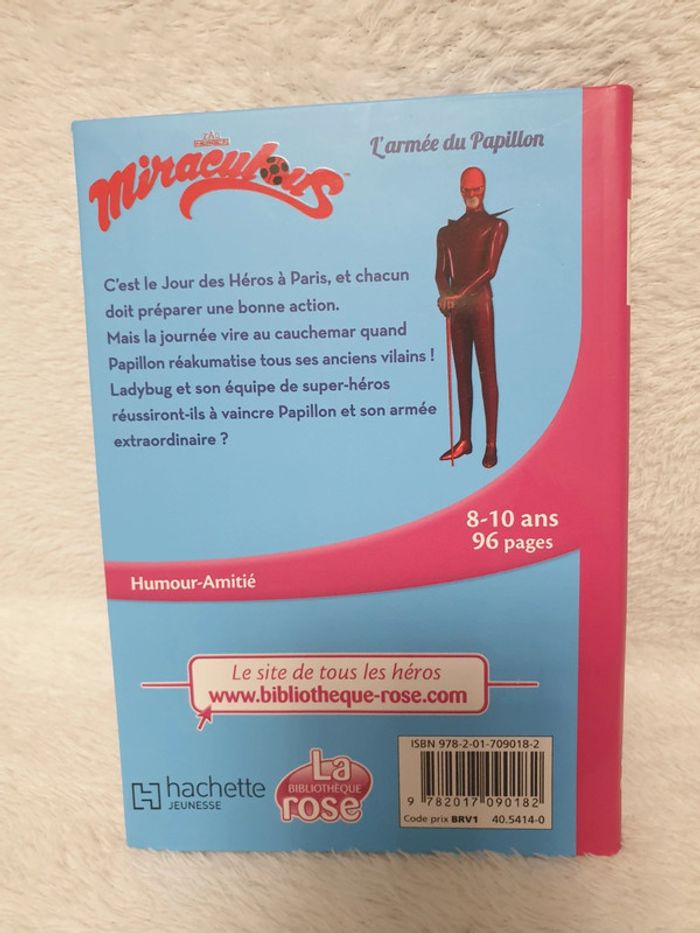 ZAG
HEROEZ
Miraculous™
L'armée du Papillon
C'est le Jour des Héros à Paris, et chacun
doit préparer une bonne action.
Mais la journée vire au cauchemar quand
Papillon réakumatise tous ses anciens vilains !
Ladybug et son équipe de super-héros
réussiront-ils à vaincre Papillon et son armée
extraordinaire ?
8-10 ans
96 pages
Humour-Amitié
Le site de tous les héros
www.bibliotheque-rose.com
hachette
JEUNESSE
La
BIBLIOTHÈQUE
rose
ISBN 978-2-01-709018-2
9 782017 090182
Code prix BRV1 40.5414-0